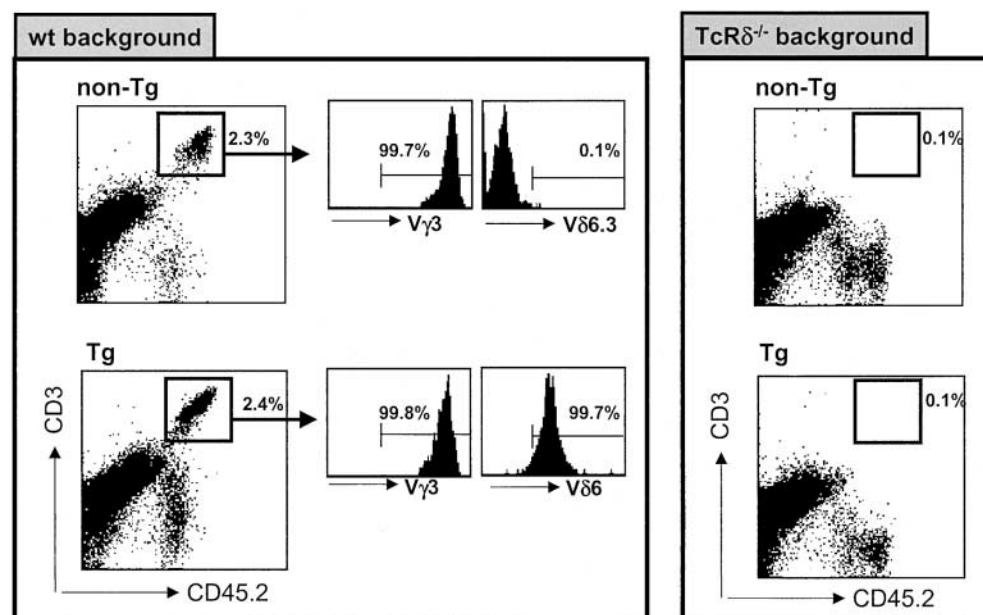 wt background
non-Tg
2.3%
99.7%
0.1%
Vγ3
Vδ6.3
Tg
2.4%
99.8%
99.7%
Vγ3
Vδ6
CD3
CD45.2
TcRδ-/- background
non-Tg
0.1%
Tg
0.1%
CD3
CD45.2